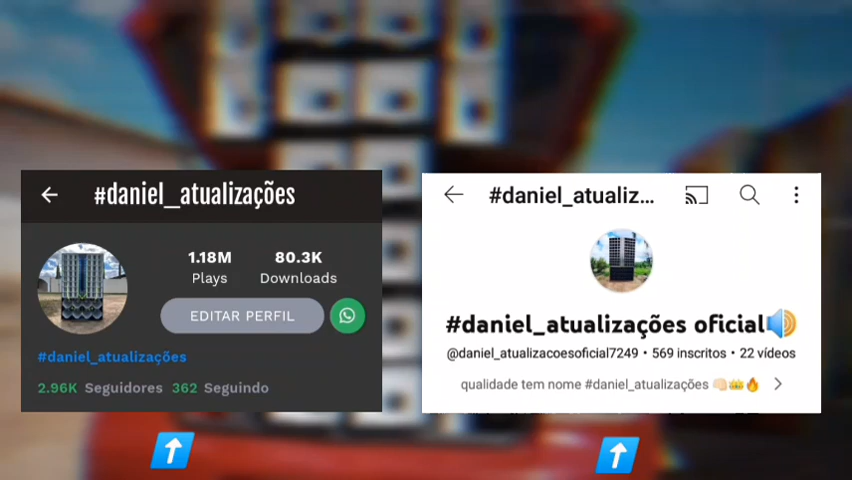 #daniel_atualizações
1.18M 80.3K
Plays Downloads
EDITAR PERFIL
#daniel_atualizações
2.96K Seguidores 362 Seguindo
#daniel_atualiz...
#daniel_atualizações oficial🔊
@daniel_atualizacoesoficial7249 • 569 inscritos • 22 vídeos
qualidade tem nome #daniel_atualizações 👊🏻👑🔥